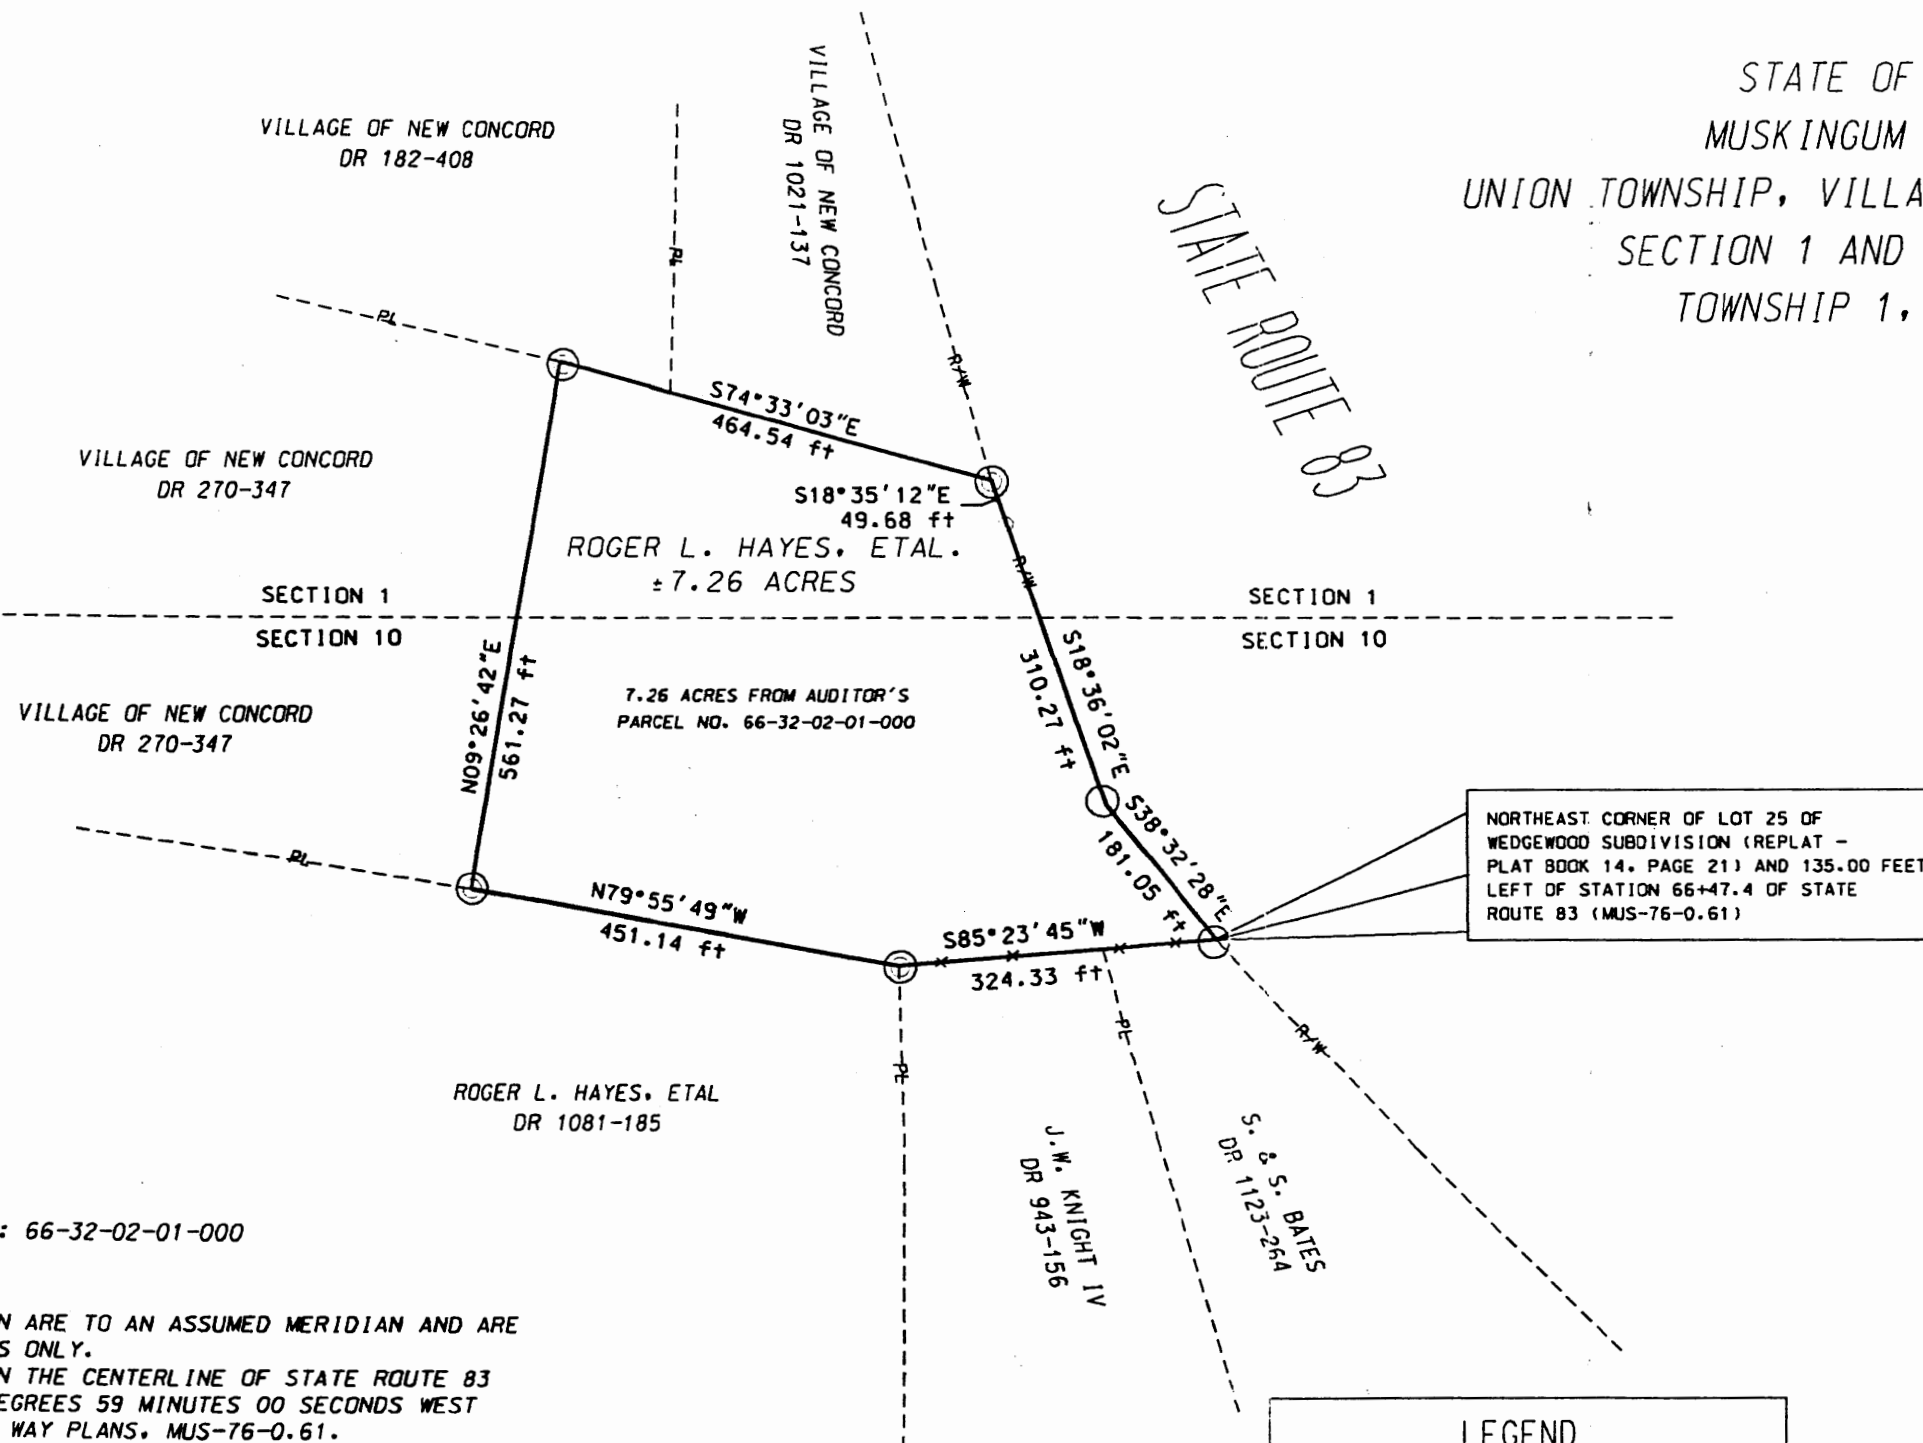 STATE OF
MUSKINGUM
UNION TOWNSHIP, VILLA
SECTION 1 AND
TOWNSHIP 1,
VILLAGE OF NEW CONCORD
DR 182-408
VILLAGE OF NEW CONCORD
DR 1021-137
STATE ROUTE 83
PL
PL
R/W
S74°33'03"E
464.54 ft
VILLAGE OF NEW CONCORD
DR 270-347
S18°35'12"E
49.68 ft
ROGER L. HAYES, ETAL.
±7.26 ACRES
R/W
SECTION 1
SECTION 10
SECTION 1
SECTION 10
N09°26'42"E
561.27 ft
7.26 ACRES FROM AUDITOR'S
PARCEL NO. 66-32-02-01-000
S18°36'02"E
310.27 ft
VILLAGE OF NEW CONCORD
DR 270-347
S38°32'28"E
181.05 ft
NORTHEAST CORNER OF LOT 25 OF
WEDGEWOOD SUBDIVISION (REPLAT -
PLAT BOOK 14, PAGE 21) AND 135.00 FEET
LEFT OF STATION 66+47.4 OF STATE
ROUTE 83 (MUS-76-0.61)
PL
N79°55'49"W
451.14 ft
S85°23'45"W
324.33 ft
PL
PL
R/W
ROGER L. HAYES, ETAL
DR 1081-185
J.W. KNIGHT IV
DR 943-156
S. & S. BATES
DR 1123-264
: 66-32-02-01-000
N ARE TO AN ASSUMED MERIDIAN AND ARE
S ONLY.
N THE CENTERLINE OF STATE ROUTE 83
EGREES 59 MINUTES 00 SECONDS WEST
WAY PLANS, MUS-76-0.61.
LEGEND